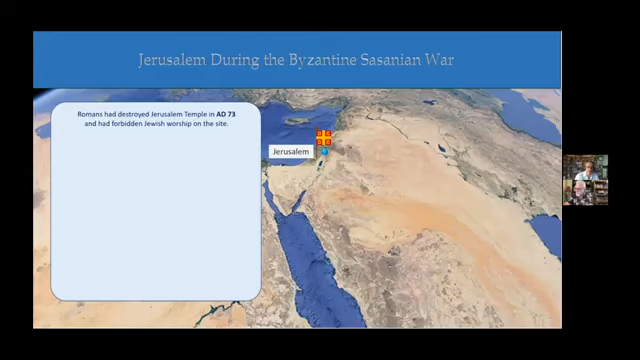 Jerusalem During the Byzantine Sasanian War
Romans had destroyed Jerusalem Temple in AD 73
and had forbidden Jewish worship on the site.
Jerusalem